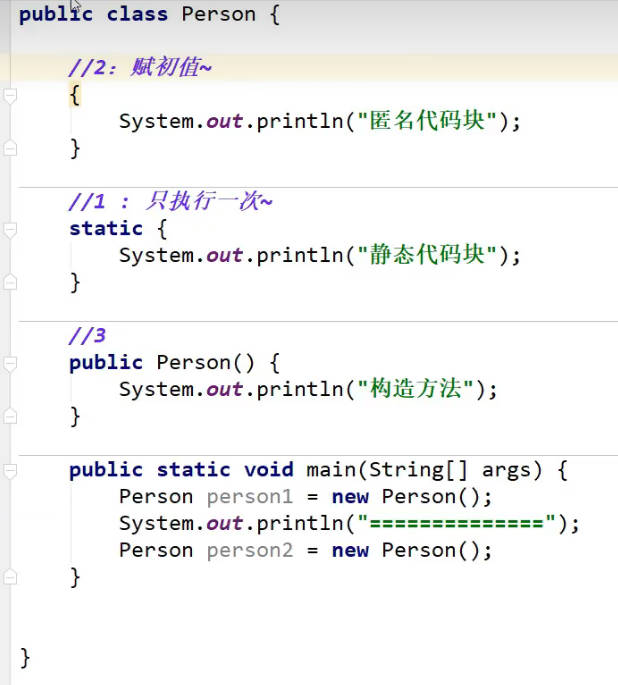 public class Person {
//2: 赋初值~
{
System.out.println("匿名代码块");
}
//1 : 只执行一次~
static {
System.out.println("静态代码块");
}
//3
public Person() {
System.out.println("构造方法");
}
public static void main(String[] args) {
Person person1 = new Person();
System.out.println("==============");
Person person2 = new Person();
}
}